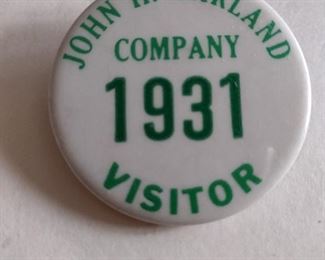 JOHN H.
COMPANY
1931
VISITOR